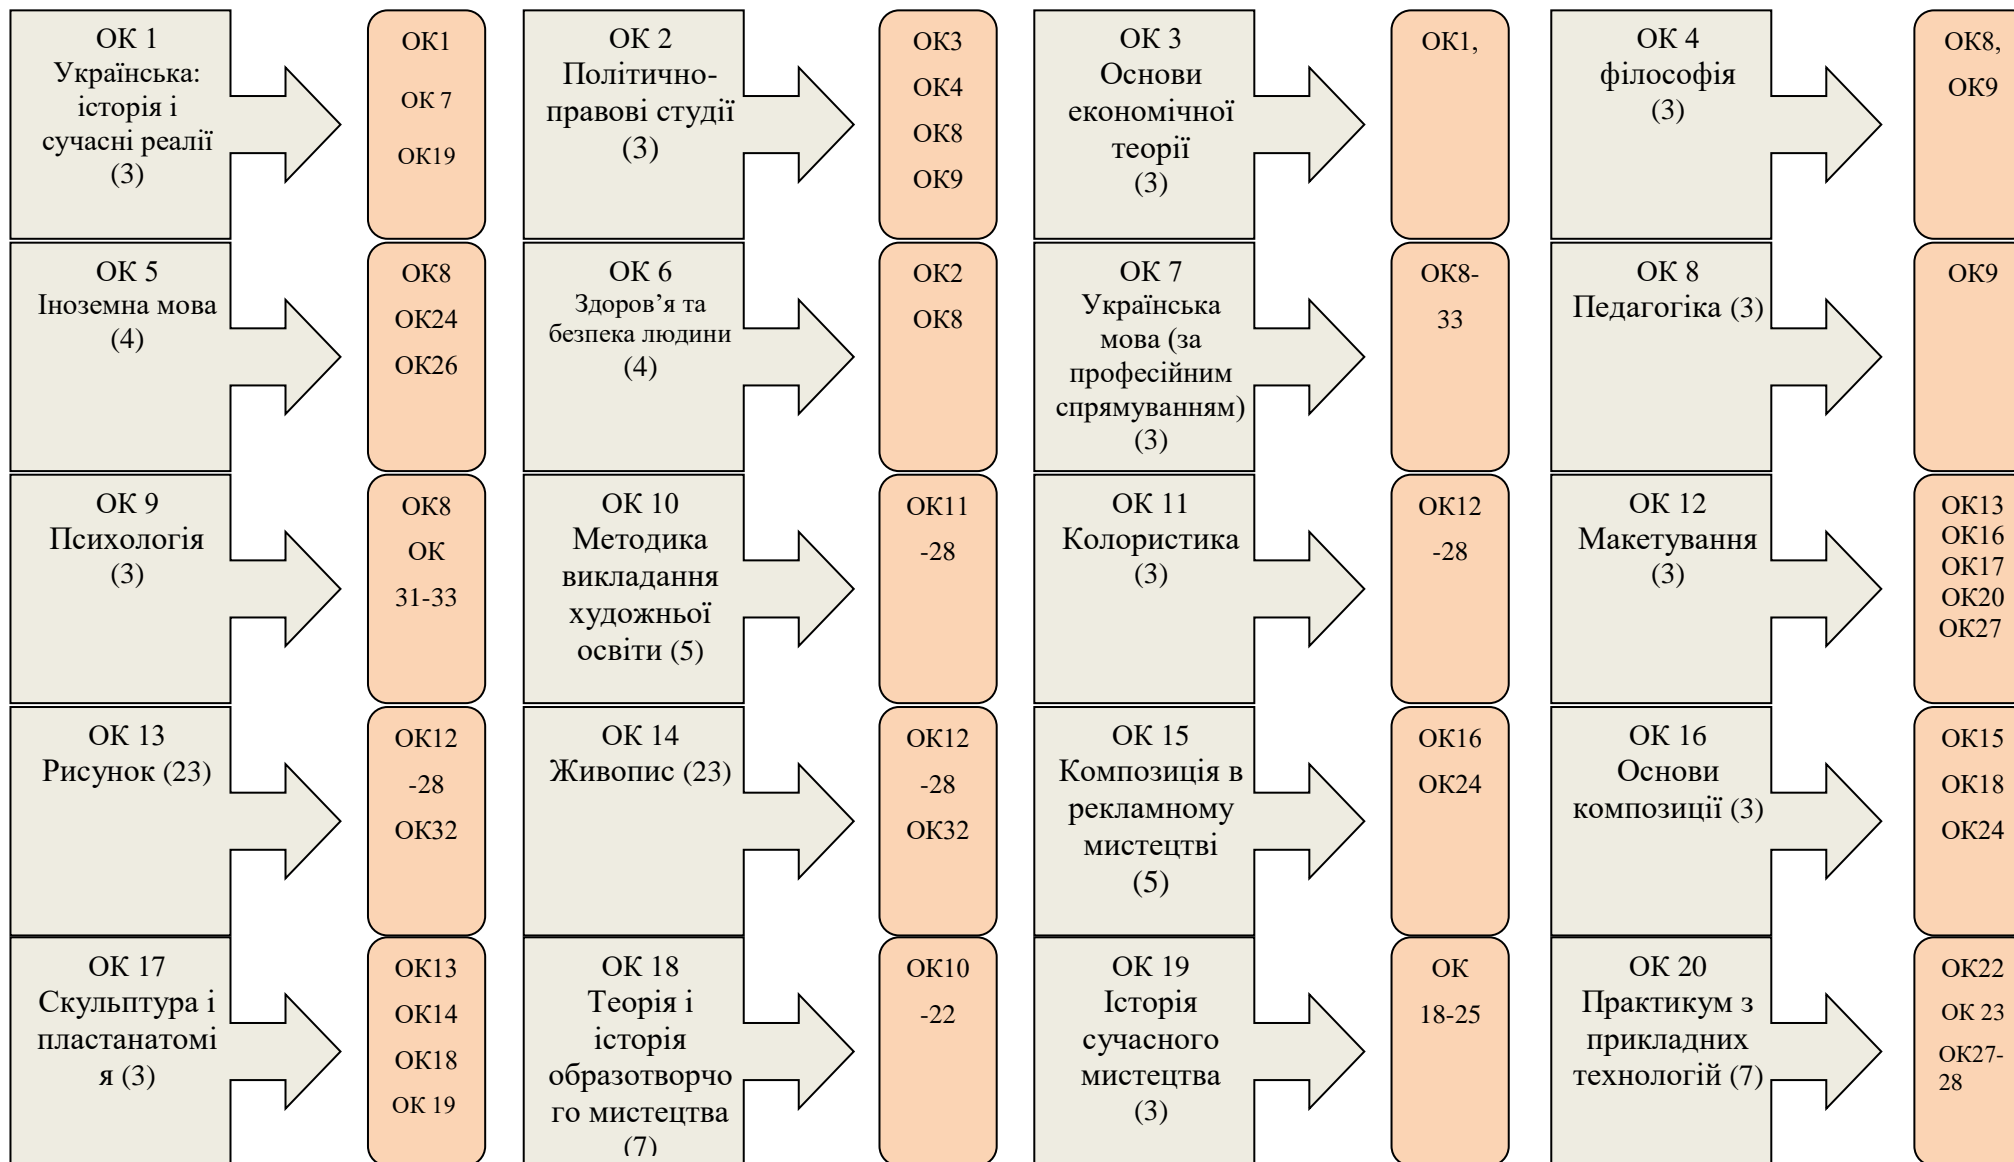 ОК 1
Українська:
історія і
сучасні реалії
(3)
ОК1
ОК 7
ОК19
ОК 2
Політично-
правові студії
(3)
ОК3
ОК4
ОК8
ОК9
ОК 3
Основи
економічної
теорії
(3)
ОК1,
ОК 4
філософія
(3)
ОК8,
ОК9
ОК 5
Іноземна мова
(4)
ОК8
ОК24
ОК26
ОК 6
Здоров’я та
безпека людини
(4)
ОК2
ОК8
ОК 7
Українська
мова (за
професійним
спрямуванням)
(3)
ОК8-
33
ОК 8
Педагогіка (3)
ОК9
ОК 9
Психологія
(3)
ОК8
ОК
31-33
ОК 10
Методика
викладання
художньої
освіти (5)
ОК11
-28
ОК 11
Колористика
(3)
ОК12
-28
ОК 12
Макетування
(3)
ОК13
ОК16
ОК17
ОК20
ОК27
ОК 13
Рисунок (23)
ОК12
-28
ОК32
ОК 14
Живопис (23)
ОК12
-28
ОК32
ОК 15
Композиція в
рекламному
мистецтві
(5)
ОК16
ОК24
ОК 16
Основи
композиції (3)
ОК15
ОК18
ОК24
ОК 17
Скульптура і
пластанатомі
я (3)
ОК13
ОК14
ОК18
ОК 19
ОК 18
Теорія і
історія
образотворчо
го мистецтва
(7)
ОК10
-22
ОК 19
Історія
сучасного
мистецтва
(3)
ОК
18-25
ОК 20
Практикум з
прикладних
технологій (7)
ОК22
ОК 23
ОК27-
28